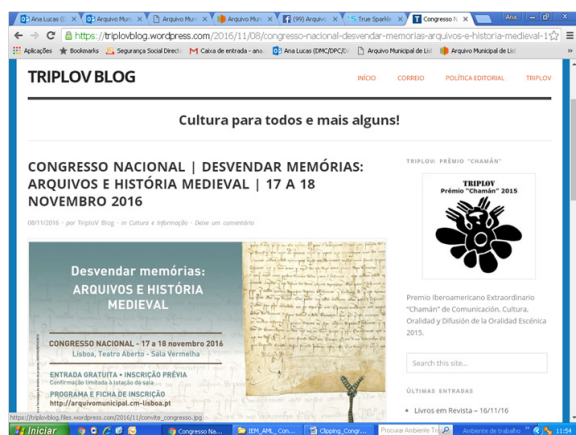 Ana Lucas (D
Arquivo Mun
Arquivo Muni
Arquivo Muni
(99) Arquivo
True Sparkle
Congresso N
Ana
https://triplovblog.wordpress.com/2016/11/08/congresso-nacional-desvendar-memorias-arquivos-e-historia-medieval-1
Aplicações
Bookmarks
Segurança Social Direct
Caixa de entrada - ano.
Ana Lucas (DMC/DPC/D
Arquivo Municipal de Lis
Arquivo Municipal de Lis
TRIPLOV BLOG
INÍCIO CORREIO POLÍTICA EDITORIAL TRIPLOV
Cultura para todos e mais alguns!
CONGRESSO NACIONAL | DESVENDAR MEMÓRIAS:
ARQUIVOS E HISTÓRIA MEDIEVAL | 17 A 18
NOVEMBRO 2016
08/11/2016 · por TriploV Blog · in Cultura e Informação · Deixe um comentário
Desvendar memórias:
ARQUIVOS E HISTÓRIA
MEDIEVAL
CONGRESSO NACIONAL - 17 a 18 novembro 2016
Lisboa, Teatro Aberto - Sala Vermelha
ENTRADA GRATUITA • INSCRIÇÃO PRÉVIA
Confirmação limitada à lotação da sala
PROGRAMA E FICHA DE INSCRIÇÃO
http://arquivomunicipal.cm-lisboa.pt
TRIPLOV: PRÉMIO "CHAMÁN"
TRIPLOV
Prémio "Chamán" 2015
Premio Iberoamericano Extraordinario
"Chamán" de Comunicación, Cultura,
Oralidad y Difusión de la Oralidad Escénica
2015.
Search this site...
ÚLTIMAS ENTRADAS
Livros em Revista – 16/11/16
https://triplovblog.files.wordpress.com/2016/11/convite_congresso.jpg
Iniciar
Congresso Na...
IEM_AML_Con...
Clipping_Congr...
Procurar Ambiente Tra
Ambiente de trabalho
11:54